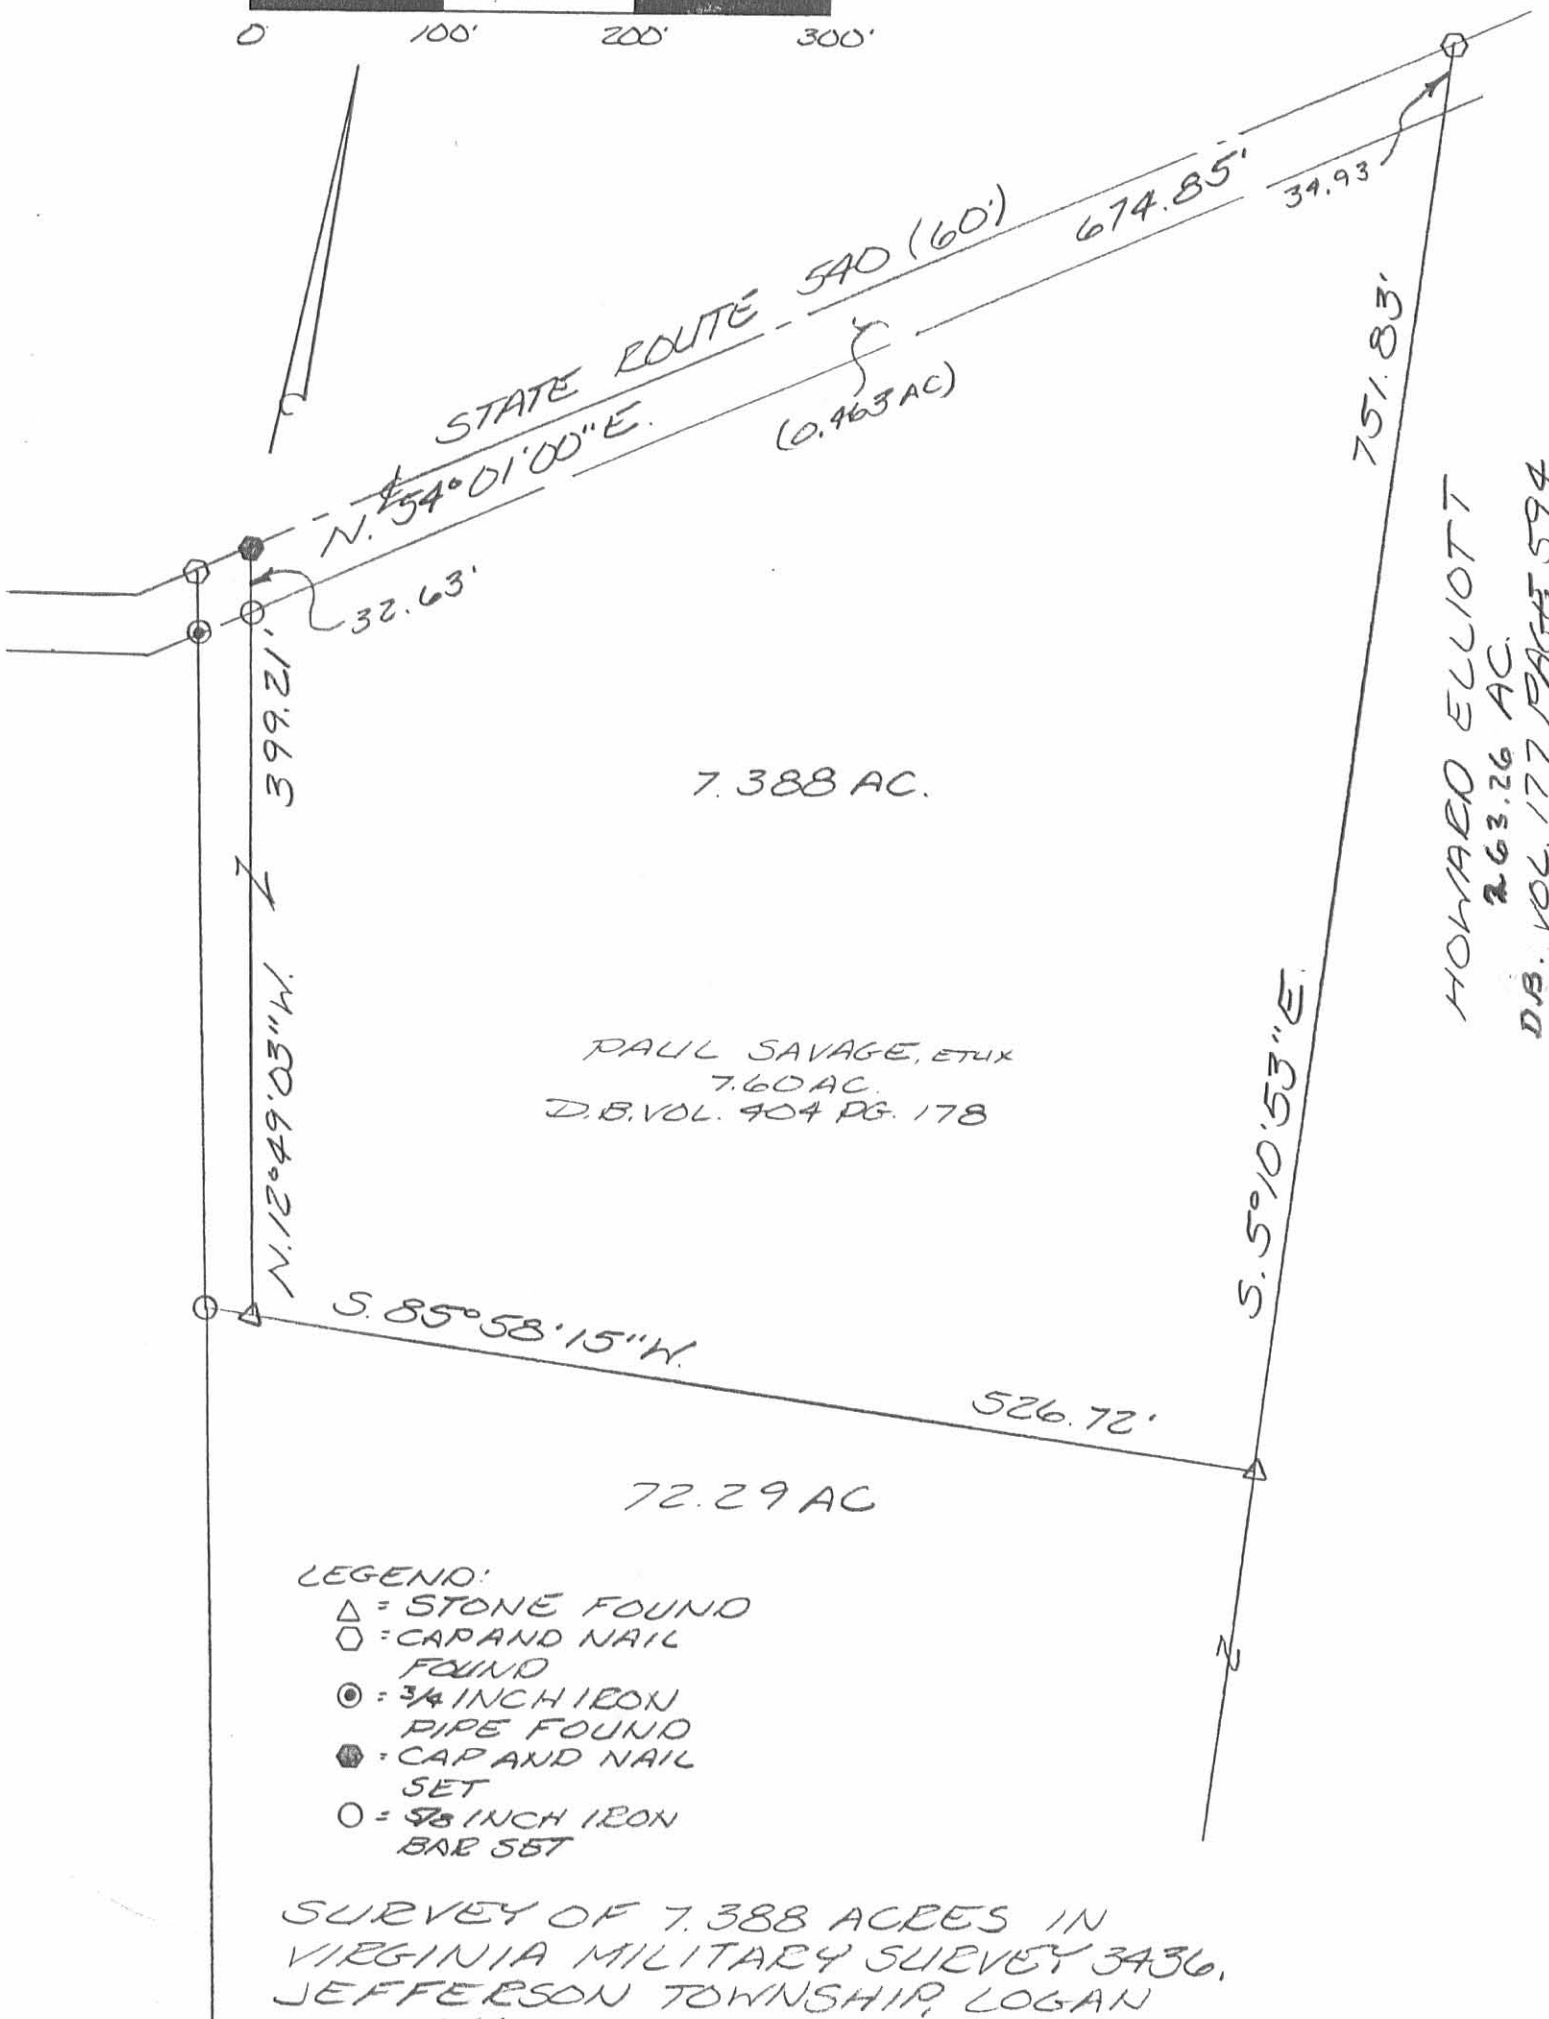 0 100' 200' 300'
STATE ROUTE 540 (60')
N. 54°01'00"E. 674.85'
34.93
(0.463 AC)
32.63'
399.21'
N.12°49'03"W.
751.83'
S. 5°10'53"E.
HOWARD ELLIOTT
263.26 AC.
D.B. VOL. 177 PAGE 594
7.388 AC.
PAUL SAVAGE, ETUX
7.60 AC.
D.B. VOL. 404 PG. 178
S. 85°58'15"W.
526.72'
72.29 AC
LEGEND:
△ = STONE FOUND
⬡ = CAP AND NAIL
FOUND
◉ = 3/4 INCH IRON
PIPE FOUND
⬢ = CAP AND NAIL
SET
○ = 5/8 INCH IRON
BAR SET
SURVEY OF 7.388 ACRES IN
VIRGINIA MILITARY SURVEY 3436,
JEFFERSON TOWNSHIP, LOGAN